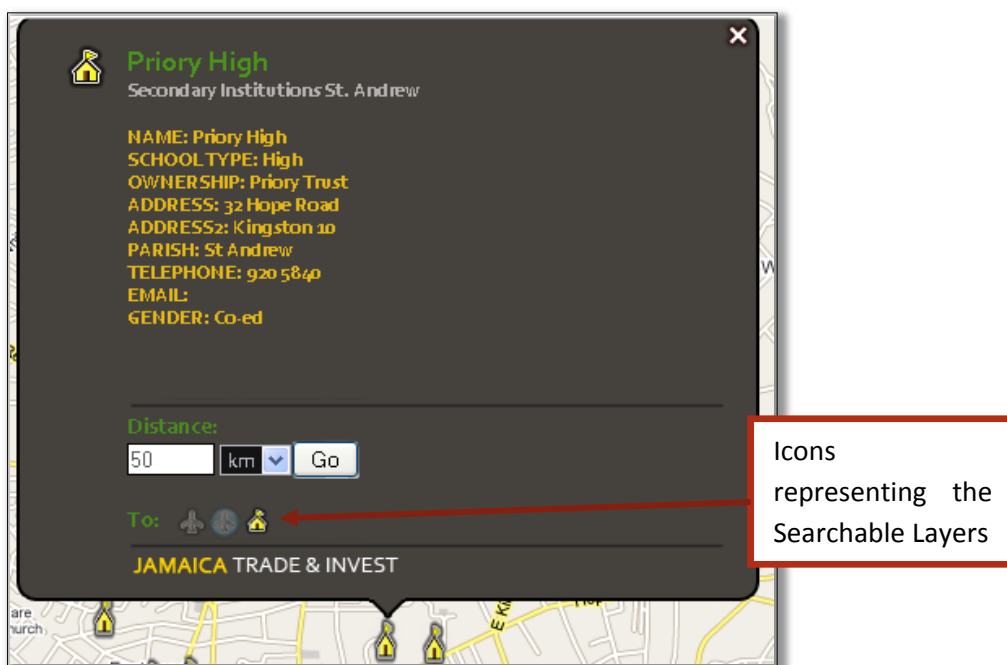 Priory High
Secondary Institutions St. Andrew
NAME: Priory High
SCHOOLTYPE: High
OWNERSHIP: Priory Trust
ADDRESS: 32 Hope Road
ADDRESS2: Kingston 10
PARISH: St Andrew
TELEPHONE: 920 5840
EMAIL:
GENDER: Co-ed
Distance:
50 km Go
To:
JAMAICA TRADE & INVEST
Icons
representing the
Searchable Layers
W
are